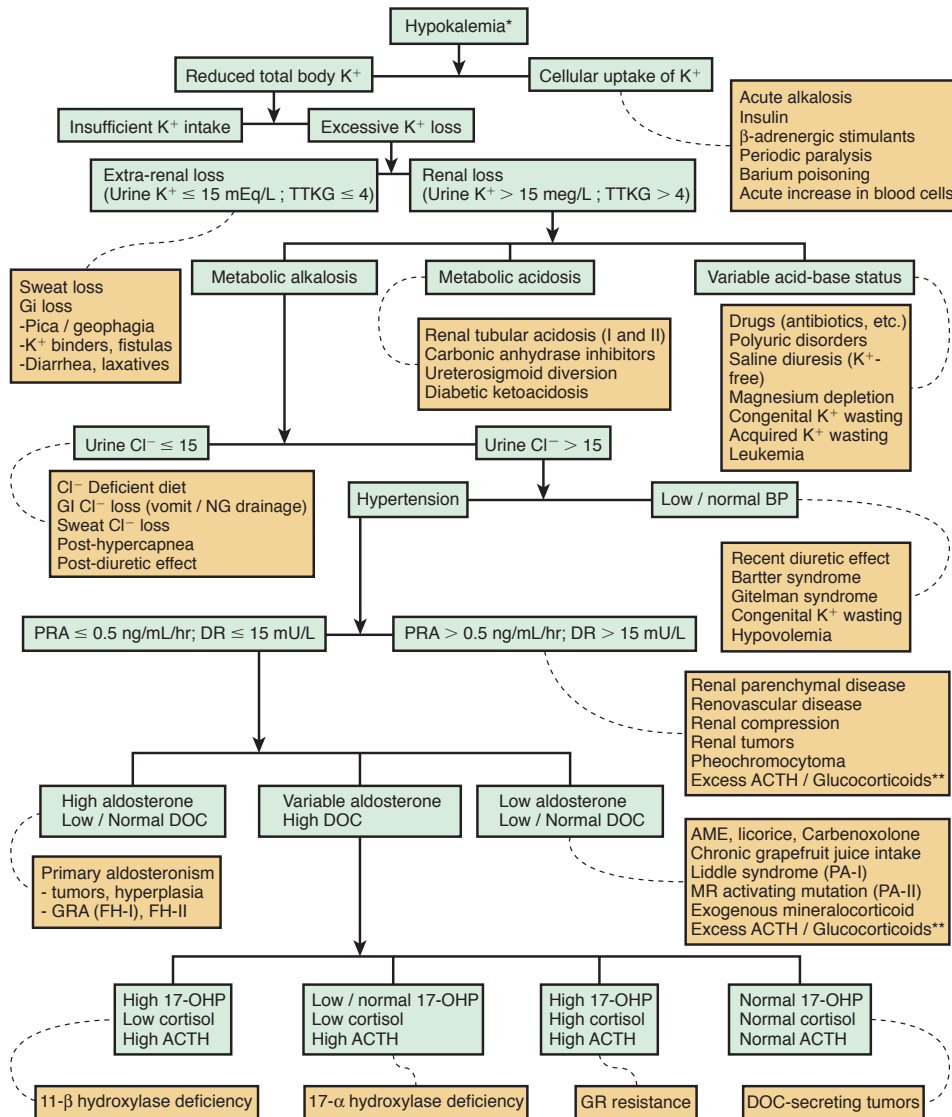 Hypokalemia*
Reduced total body K⁺
Cellular uptake of K⁺
Acute alkalosis
Insulin
β-adrenergic stimulants
Periodic paralysis
Barium poisoning
Acute increase in blood cells
Insufficient K⁺ intake
Excessive K⁺ loss
Extra-renal loss
(Urine K⁺ ≤ 15 mEq/L ; TTKG ≤ 4)
Renal loss
(Urine K⁺ > 15 meg/L ; TTKG > 4)
Sweat loss
Gi loss
-Pica / geophagia
-K⁺ binders, fistulas
-Diarrhea, laxatives
Metabolic alkalosis
Metabolic acidosis
Variable acid-base status
Renal tubular acidosis (I and II)
Carbonic anhydrase inhibitors
Ureterosigmoid diversion
Diabetic ketoacidosis
Drugs (antibiotics, etc.)
Polyuric disorders
Saline diuresis (K⁺-
free)
Magnesium depletion
Congenital K⁺ wasting
Acquired K⁺ wasting
Leukemia
Urine Cl⁻ ≤ 15
Urine Cl⁻ > 15
Cl⁻ Deficient diet
GI Cl⁻ loss (vomit / NG drainage)
Sweat Cl⁻ loss
Post-hypercapnea
Post-diuretic effect
Hypertension
Low / normal BP
Recent diuretic effect
Bartter syndrome
Gitelman syndrome
Congenital K⁺ wasting
Hypovolemia
PRA ≤ 0.5 ng/mL/hr; DR ≤ 15 mU/L
PRA > 0.5 ng/mL/hr; DR > 15 mU/L
Renal parenchymal disease
Renovascular disease
Renal compression
Renal tumors
Pheochromocytoma
Excess ACTH / Glucocorticoids**
High aldosterone
Low / Normal DOC
Variable aldosterone
High DOC
Low aldosterone
Low / Normal DOC
Primary aldosteronism
- tumors, hyperplasia
- GRA (FH-I), FH-II
AME, licorice, Carbenoxolone
Chronic grapefruit juice intake
Liddle syndrome (PA-I)
MR activating mutation (PA-II)
Exogenous mineralocorticoid
Excess ACTH / Glucocorticoids**
High 17-OHP
Low cortisol
High ACTH
Low / normal 17-OHP
Low cortisol
High ACTH
High 17-OHP
High cortisol
High ACTH
Normal 17-OHP
Normal cortisol
Normal ACTH
11-β hydroxylase deficiency
17-α hydroxylase deficiency
GR resistance
DOC-secreting tumors